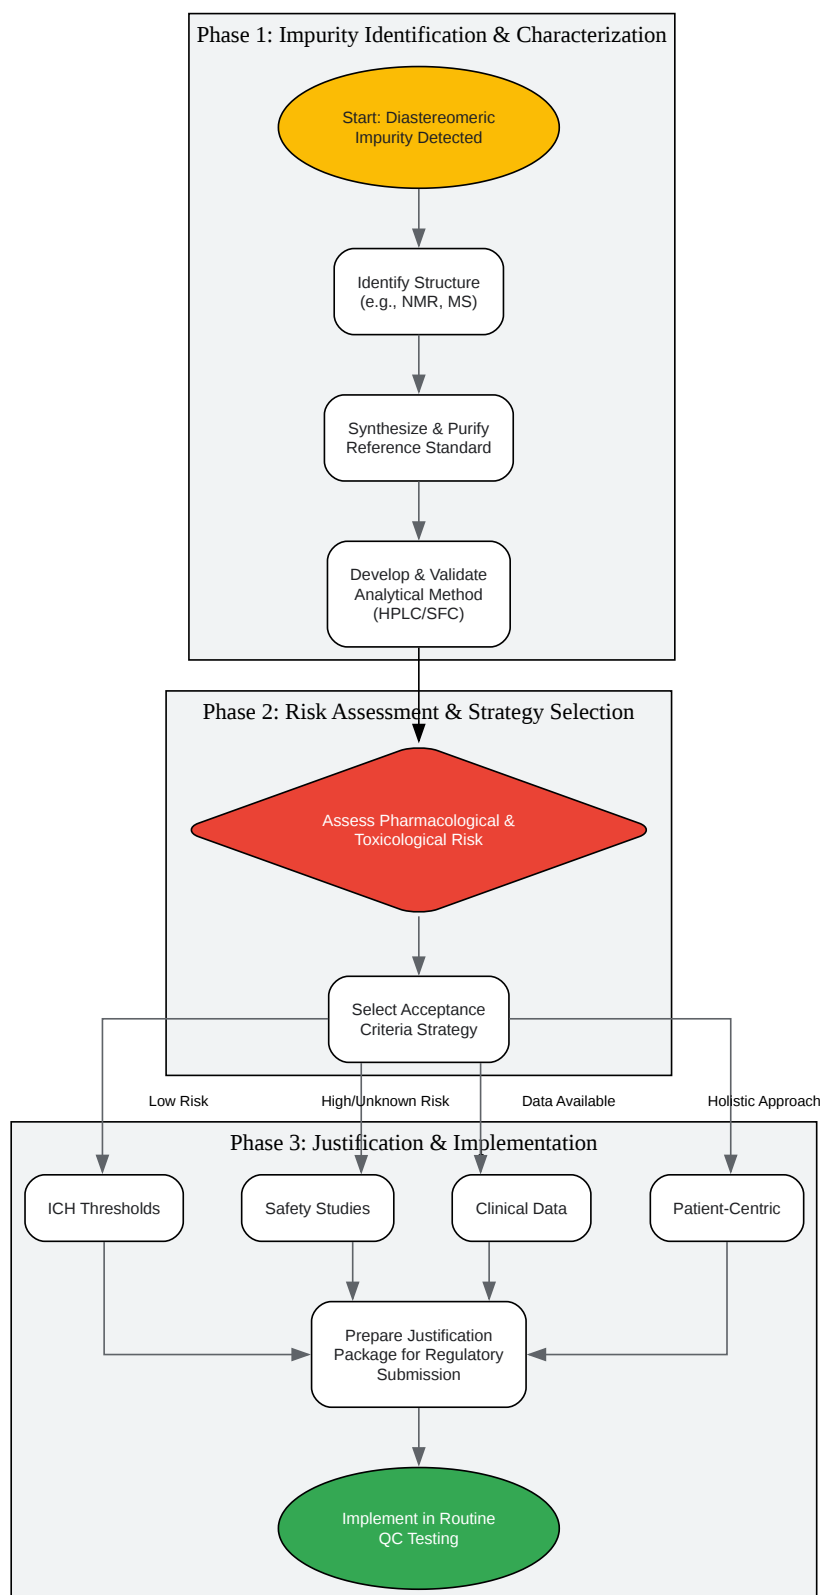 Phase 1: Impurity Identification & Characterization
Start: Diastereomeric
Impurity Detected
Identify Structure
(e.g., NMR, MS)
Synthesize & Purify
Reference Standard
Develop & Validate
Analytical Method
(HPLC/SFC)
Phase 2: Risk Assessment & Strategy Selection
Assess Pharmacological &
Toxicological Risk
Select Acceptance
Criteria Strategy
Low Risk
High/Unknown Risk
Data Available
Holistic Approach
Phase 3: Justification & Implementation
ICH Thresholds
Safety Studies
Clinical Data
Patient-Centric
Prepare Justification
Package for Regulatory
Submission
Implement in Routine
QC Testing